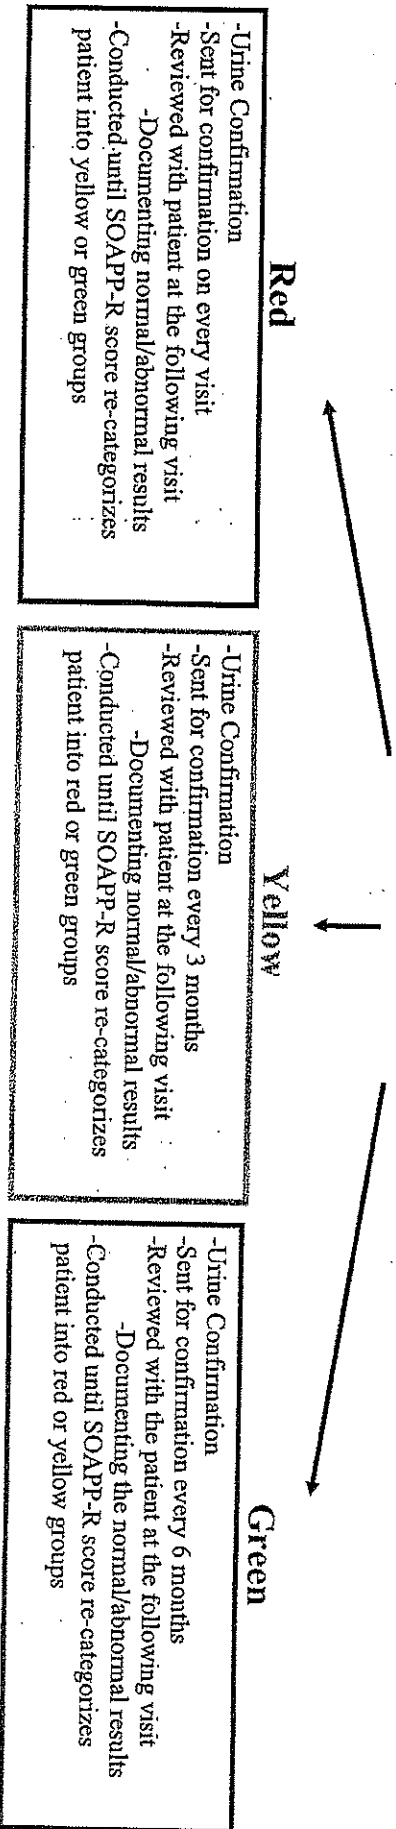 Red
-Urine Confirmation
-Sent for confirmation on every visit
-Reviewed with patient at the following visit
-Documenting normal/abnormal results
-Conducted until SOAPP-R score re-categorizes
patient into yellow or green groups
Yellow
-Urine Confirmation
-Sent for confirmation every 3 months
-Reviewed with patient at the following visit
-Documenting normal/abnormal results
-Conducted until SOAPP-R score re-categorizes
patient into red or green groups
Green
-Urine Confirmation
-Sent for confirmation every 6 months
-Reviewed with the patient at the following visit
-Documenting the normal/abnormal results
-Conducted until SOAPP-R score re-categorizes
patient into red or yellow groups